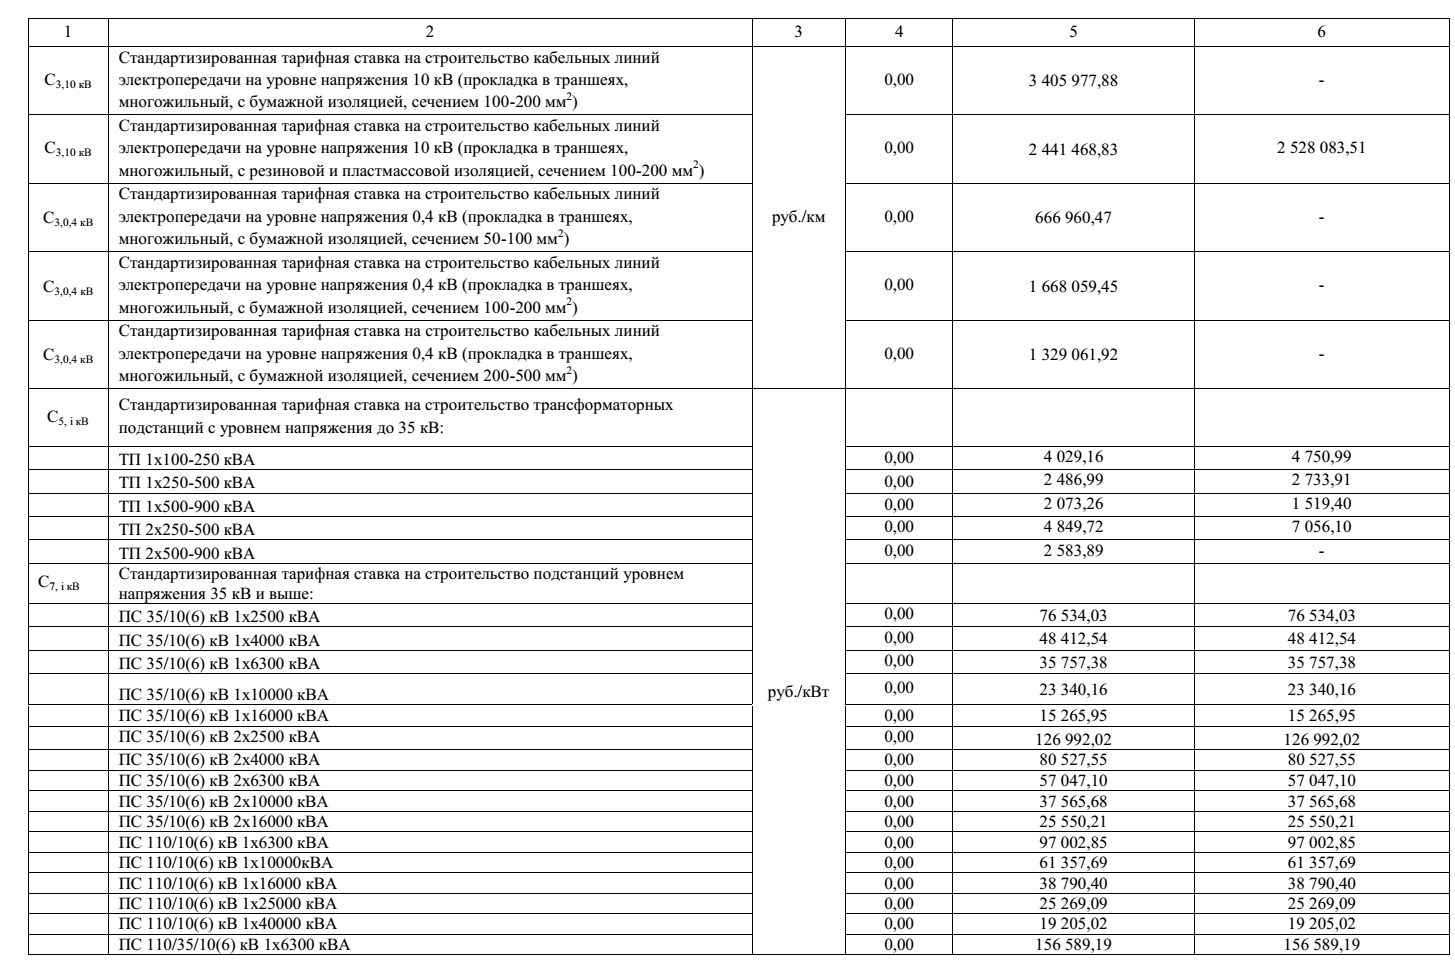 1 2 3 4 5 6
С3,10 кВ Стандартизированная тарифная ставка на строительство кабельных линий
электропередачи на уровне напряжения 10 кВ (прокладка в траншеях,
многожильный, с бумажной изоляцией, сечением 100-200 мм²) 0,00 3 405 977,88 -
С3,10 кВ Стандартизированная тарифная ставка на строительство кабельных линий
электропередачи на уровне напряжения 10 кВ (прокладка в траншеях,
многожильный, с резиновой и пластмассовой изоляцией, сечением 100-200 мм²) 0,00 2 441 468,83 2 528 083,51
С3,0,4 кВ Стандартизированная тарифная ставка на строительство кабельных линий
электропередачи на уровне напряжения 0,4 кВ (прокладка в траншеях,
многожильный, с бумажной изоляцией, сечением 50-100 мм²) руб./км 0,00 666 960,47 -
С3,0,4 кВ Стандартизированная тарифная ставка на строительство кабельных линий
электропередачи на уровне напряжения 0,4 кВ (прокладка в траншеях,
многожильный, с бумажной изоляцией, сечением 100-200 мм²) 0,00 1 668 059,45 -
С3,0,4 кВ Стандартизированная тарифная ставка на строительство кабельных линий
электропередачи на уровне напряжения 0,4 кВ (прокладка в траншеях,
многожильный, с бумажной изоляцией, сечением 200-500 мм²) 0,00 1 329 061,92 -
С5, i кВ Стандартизированная тарифная ставка на строительство трансформаторных
подстанций с уровнем напряжения до 35 кВ:
ТП 1х100-250 кВА 0,00 4 029,16 4 750,99
ТП 1х250-500 кВА 0,00 2 486,99 2 733,91
ТП 1х500-900 кВА 0,00 2 073,26 1 519,40
ТП 2х250-500 кВА 0,00 4 849,72 7 056,10
ТП 2х500-900 кВА 0,00 2 583,89 -
С7, i кВ Стандартизированная тарифная ставка на строительство подстанций уровнем
напряжения 35 кВ и выше:
ПС 35/10(6) кВ 1х2500 кВА 0,00 76 534,03 76 534,03
ПС 35/10(6) кВ 1х4000 кВА 0,00 48 412,54 48 412,54
ПС 35/10(6) кВ 1х6300 кВА 0,00 35 757,38 35 757,38
ПС 35/10(6) кВ 1х10000 кВА руб./кВт 0,00 23 340,16 23 340,16
ПС 35/10(6) кВ 1х16000 кВА 0,00 15 265,95 15 265,95
ПС 35/10(6) кВ 2х2500 кВА 0,00 126 992,02 126 992,02
ПС 35/10(6) кВ 2х4000 кВА 0,00 80 527,55 80 527,55
ПС 35/10(6) кВ 2х6300 кВА 0,00 57 047,10 57 047,10
ПС 35/10(6) кВ 2х10000 кВА 0,00 37 565,68 37 565,68
ПС 35/10(6) кВ 2х16000 кВА 0,00 25 550,21 25 550,21
ПС 110/10(6) кВ 1х6300 кВА 0,00 97 002,85 97 002,85
ПС 110/10(6) кВ 1х10000кВА 0,00 61 357,69 61 357,69
ПС 110/10(6) кВ 1х16000 кВА 0,00 38 790,40 38 790,40
ПС 110/10(6) кВ 1х25000 кВА 0,00 25 269,09 25 269,09
ПС 110/10(6) кВ 1х40000 кВА 0,00 19 205,02 19 205,02
ПС 110/35/10(6) кВ 1х6300 кВА 0,00 156 589,19 156 589,19